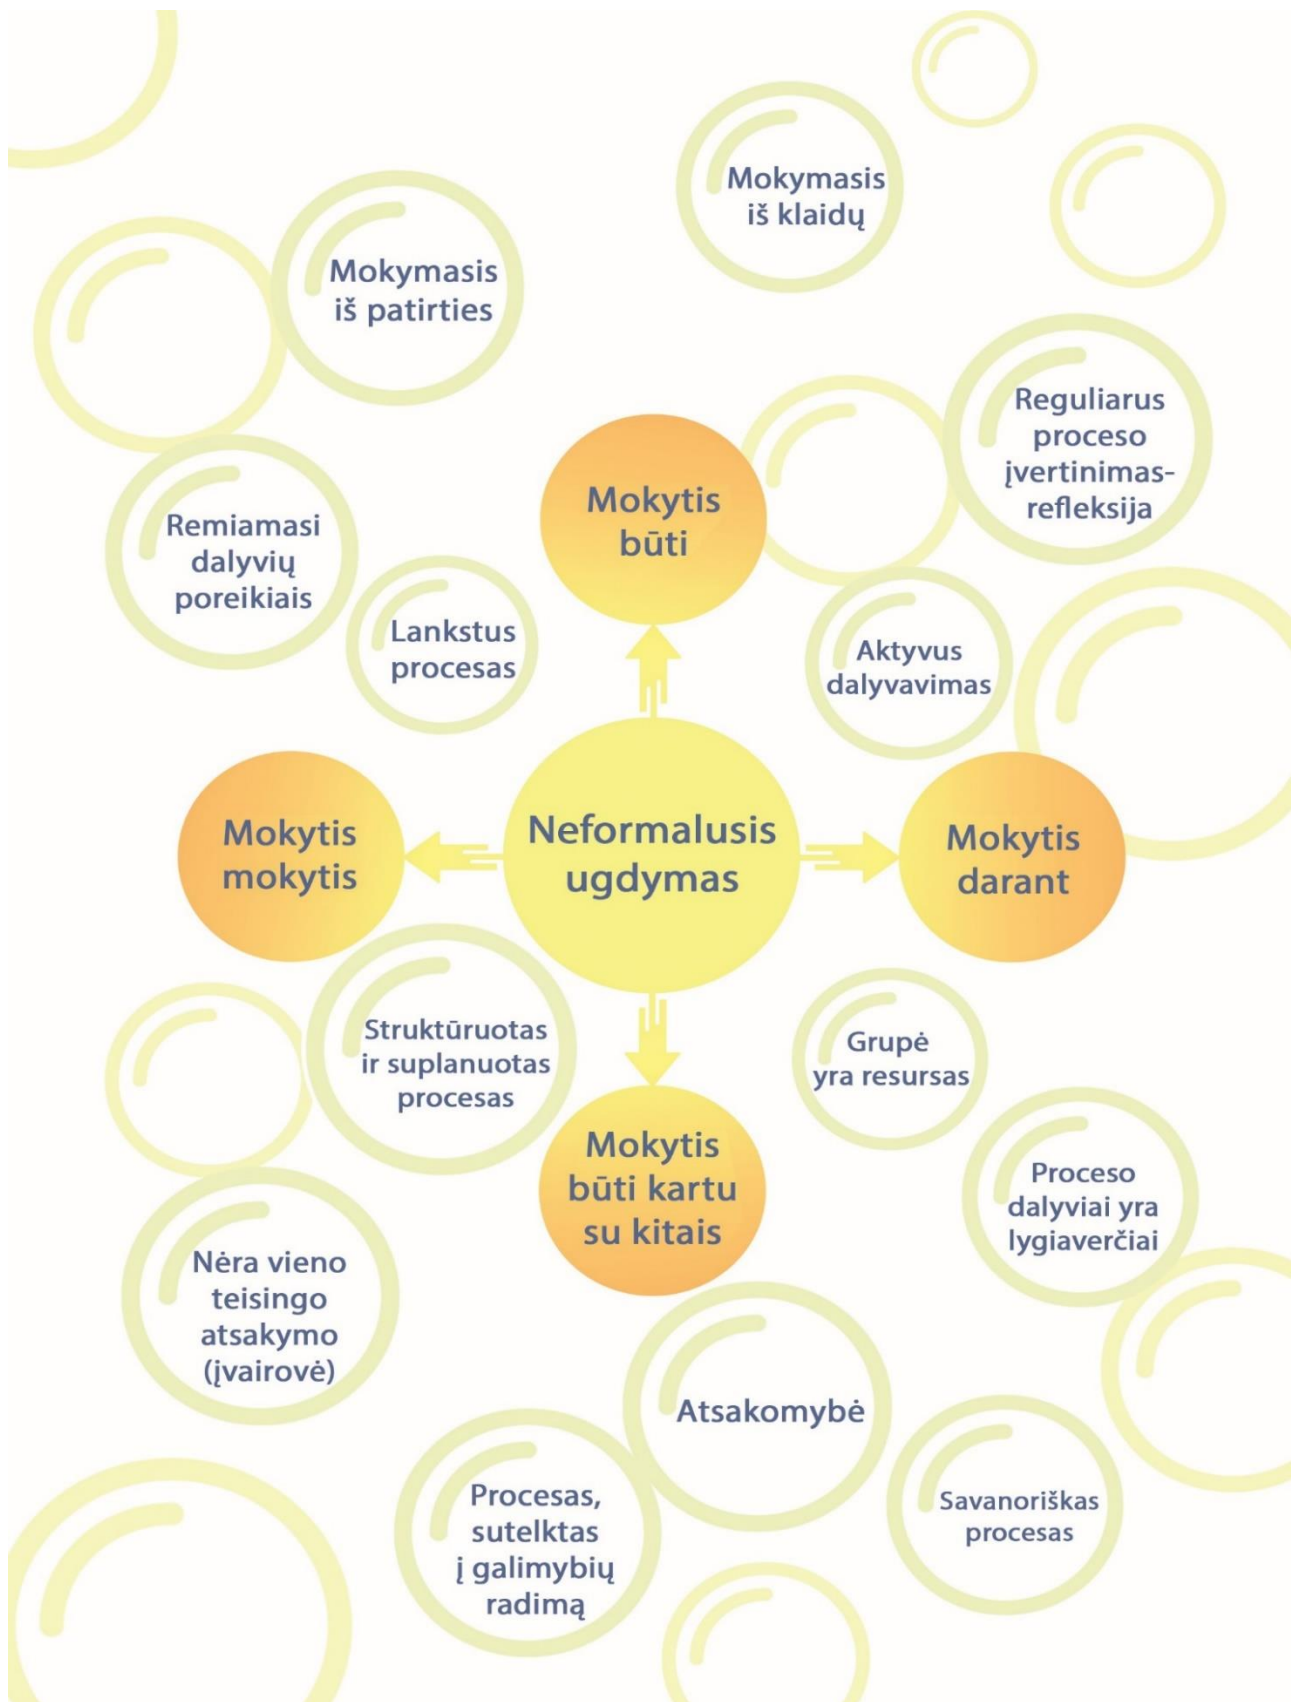 Mokymasis
iš klaidų
Mokymasis
iš patirties
Reguliarus
proceso
įvertinimas-
refleksija
Mokytis
būti
Remiamasi
dalyvių
poreikiais
Lankstus
procesas
Aktyvus
dalyvavimas
Mokytis
mokytis
Neformalusis
ugdymas
Mokytis
darant
Struktūruotas
ir suplanuotas
procesas
Grupė
yra resursas
Mokytis
būti kartu
su kitais
Proceso
dalyviai yra
lygiaverčiai
Nėra vieno
teisingo
atsakymo
(įvairovė)
Atsakomybė
Procesas,
sutelktas
į galimybių
radimą
Savanoriškas
procesas